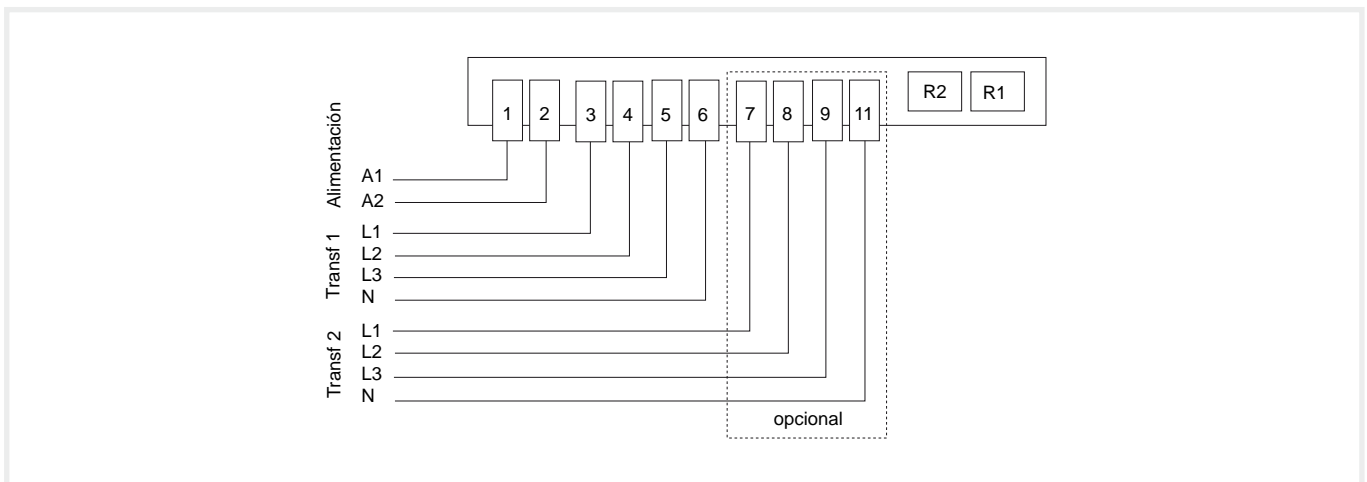 R2 R1
1 2 3 4 5 6 7 8 9 11
Alimentación
A1
A2
Transf 1
L1
L2
L3
N
Transf 2
L1
L2
L3
N
opcional